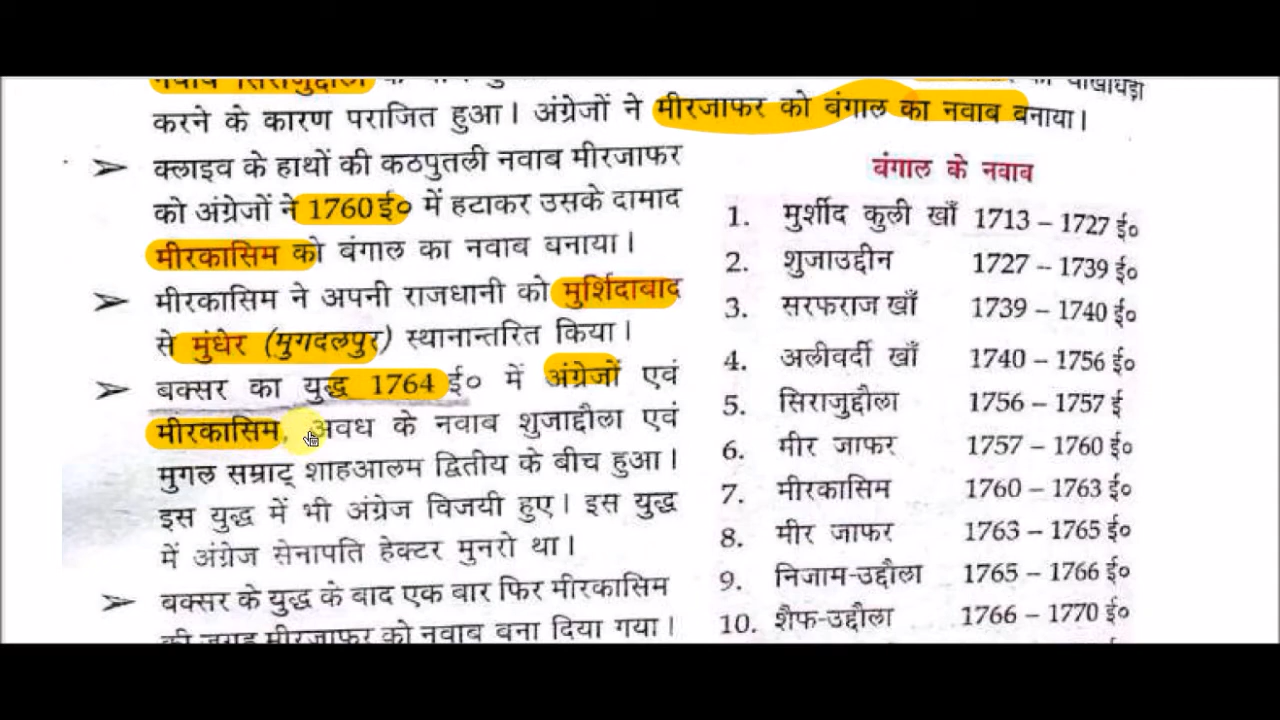 नवाब सिराजुद्दौला
करने के कारण पराजित हुआ। अंग्रेजों ने मीरजाफर को बंगाल का नवाब बनाया।
➢ क्लाइव के हाथों की कठपुतली नवाब मीरजाफर
को अंग्रेजों ने 1760 ई० में हटाकर उसके दामाद
मीरकासिम को बंगाल का नवाब बनाया।
➢ मीरकासिम ने अपनी राजधानी को मुर्शिदाबाद
से मुंधेर (मुगदलपुर) स्थानान्तरित किया।
➢ बक्सर का युद्ध 1764 ई० में अंग्रेजों एवं
मीरकासिम, अवध के नवाब शुजाद्दौला एवं
मुगल सम्राट् शाहआलम द्वितीय के बीच हुआ।
इस युद्ध में भी अंग्रेज विजयी हुए। इस युद्ध
में अंग्रेज सेनापति हेक्टर मुनरो था।
➢ बक्सर के युद्ध के बाद एक बार फिर मीरकासिम
की जगह मीरजाफर को नवाब बना दिया गया।
बंगाल के नवाब
1. मुर्शीद कुली खाँ 1713 – 1727 ई०
2. शुजाउद्दीन 1727 – 1739 ई०
3. सरफराज खाँ 1739 – 1740 ई०
4. अलीवर्दी खाँ 1740 – 1756 ई०
5. सिराजुद्दौला 1756 – 1757 ई
6. मीर जाफर 1757 – 1760 ई०
7. मीरकासिम 1760 – 1763 ई०
8. मीर जाफर 1763 – 1765 ई०
9. निजाम-उद्दौला 1765 – 1766 ई०
10. शैफ-उद्दौला 1766 – 1770 ई०